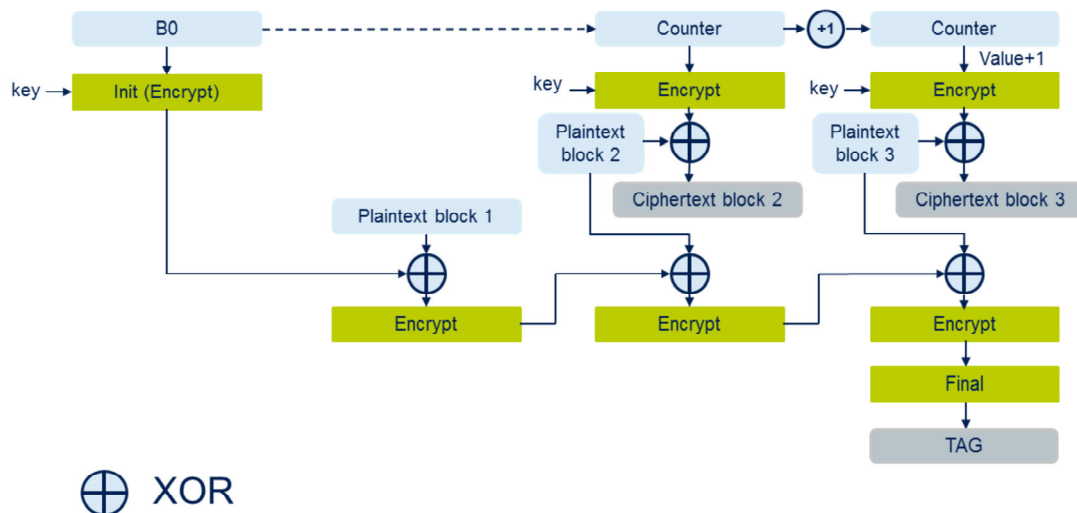 B0
Counter
+1
Counter
Value+1
key
Init (Encrypt)
key
Encrypt
key
Encrypt
Plaintext
block 2
Plaintext
block 3
Ciphertext block 2
Ciphertext block 3
Plaintext block 1
Encrypt
Encrypt
Encrypt
Final
TAG
XOR